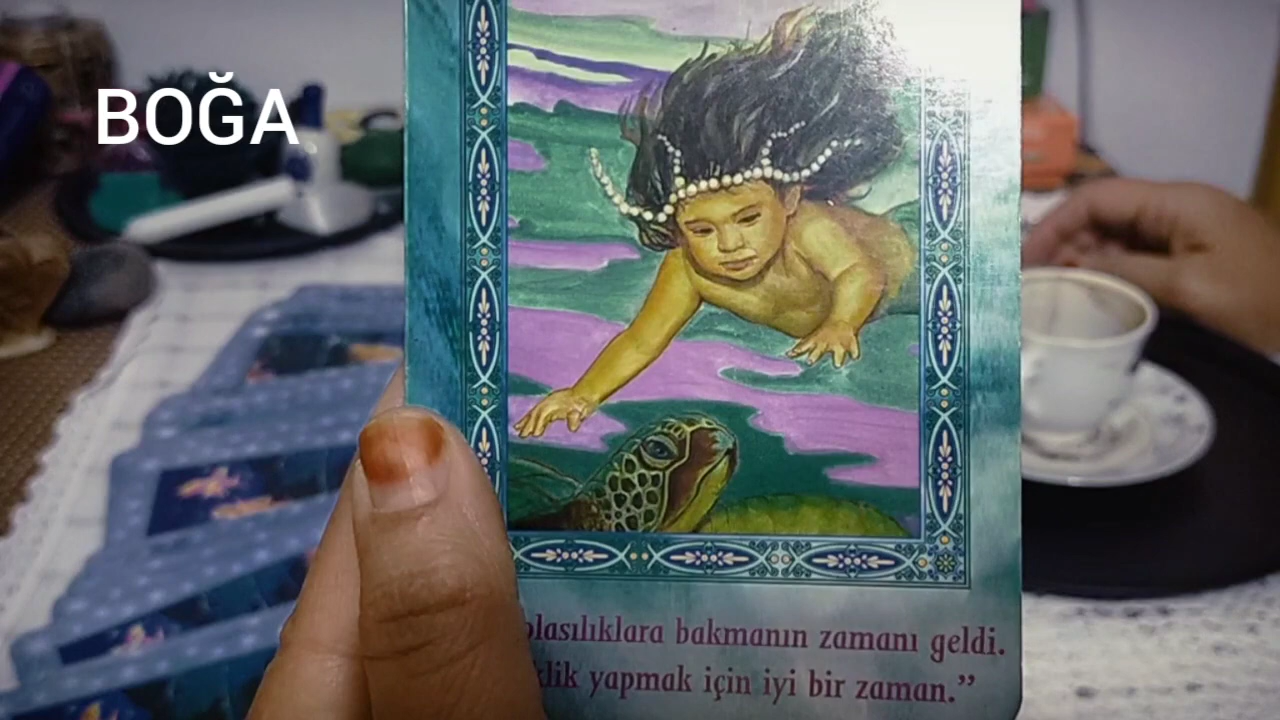 BOĞA
olasılıklara bakmanın zamanı geldi.
yapmak için iyi bir zaman.”